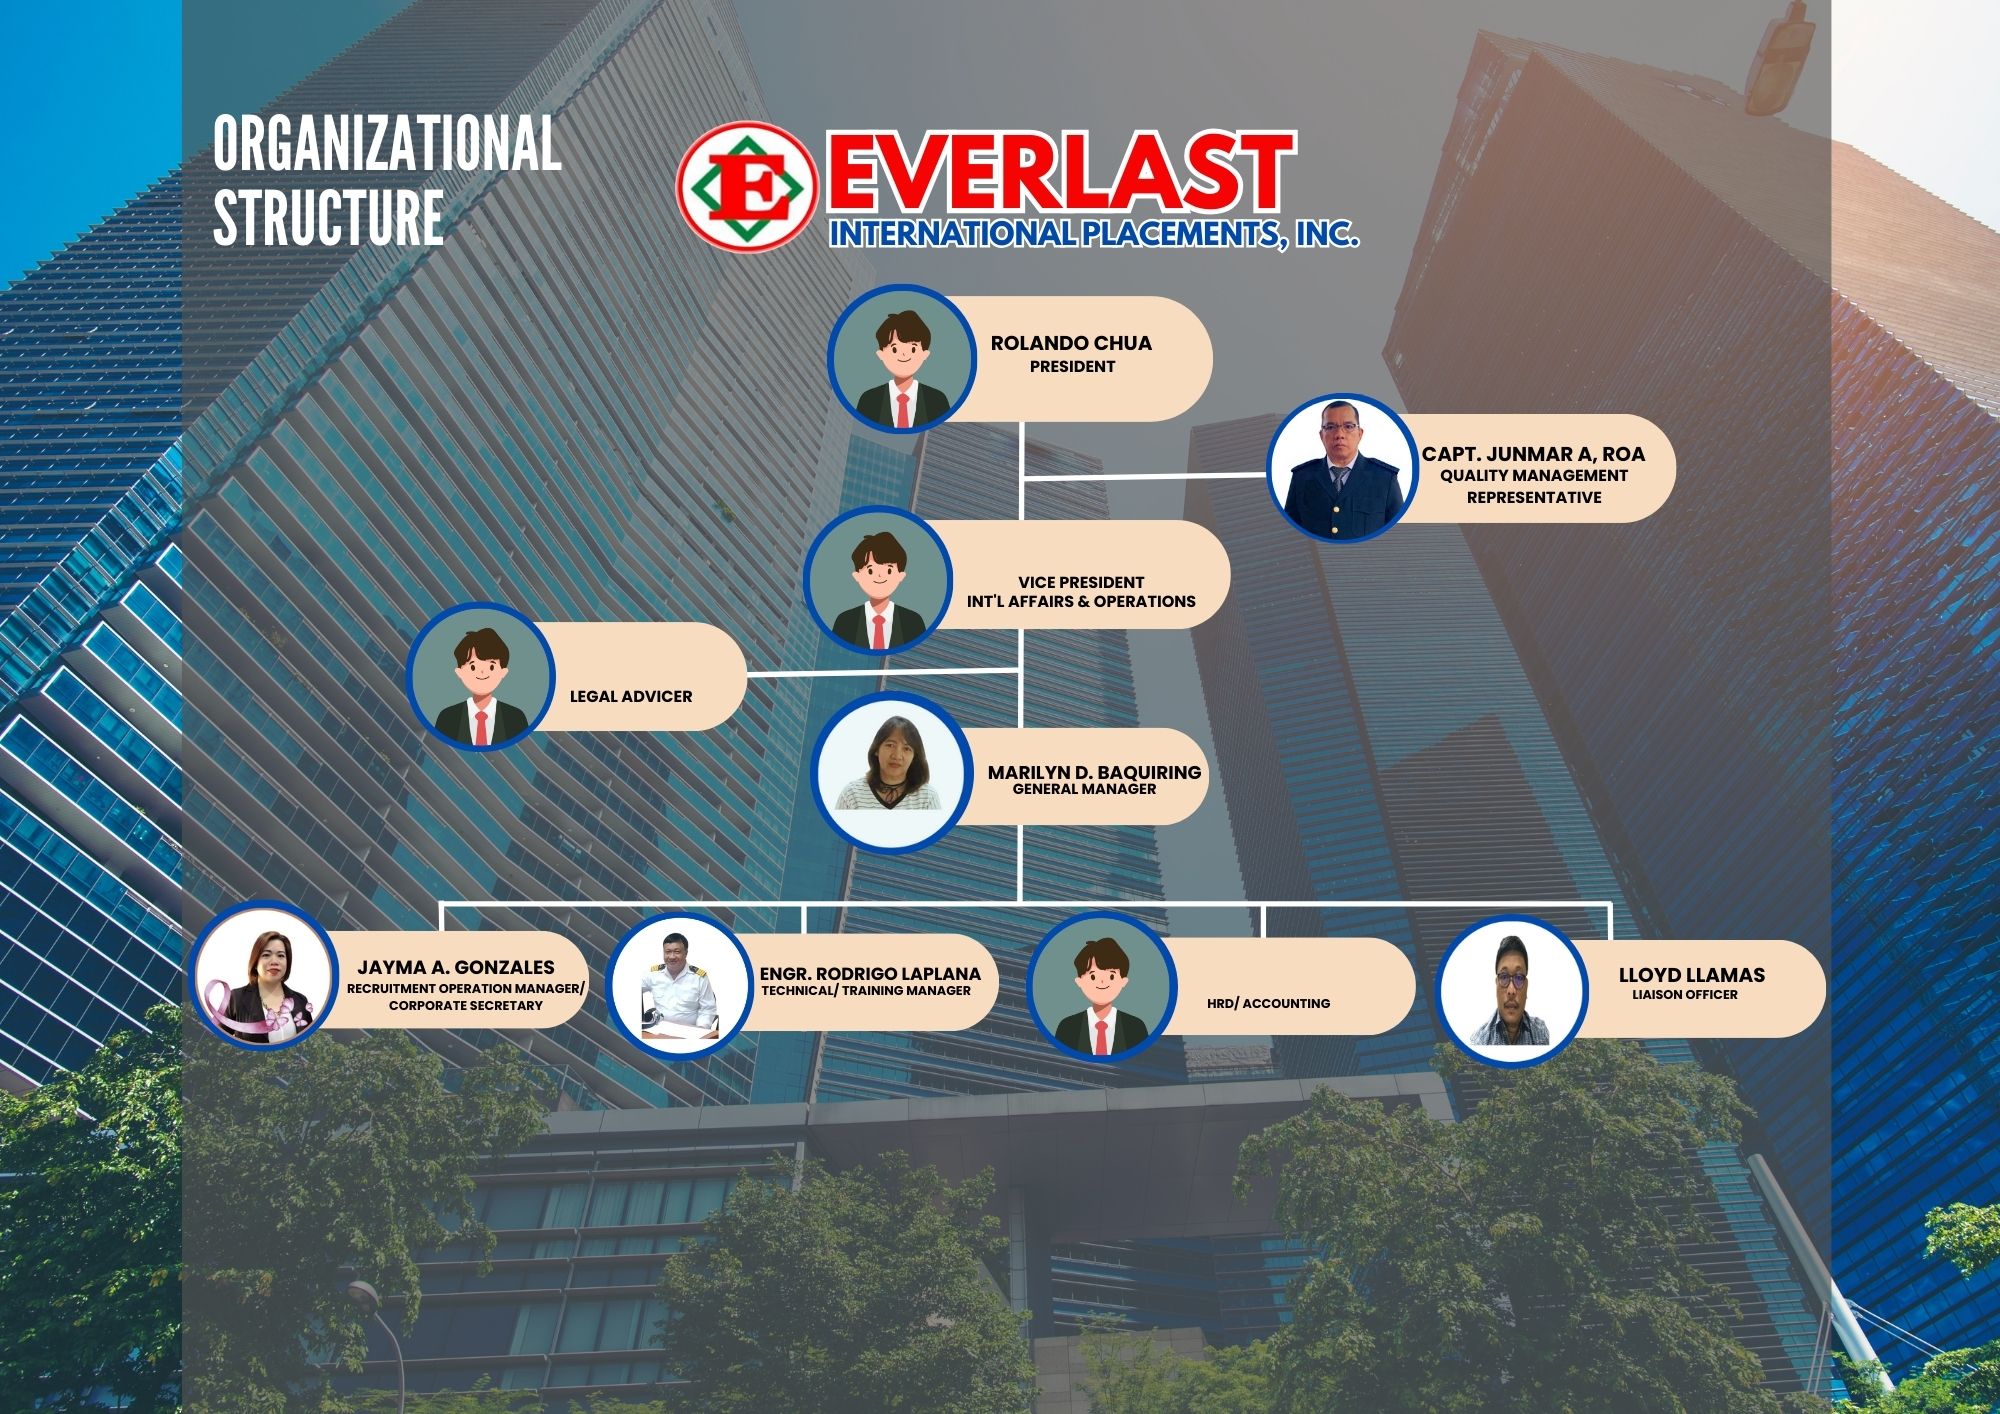 ORGANIZATIONAL
STRUCTURE
E
EVERLAST
INTERNATIONAL PLACEMENTS, INC.
ROLANDO CHUA
PRESIDENT
CAPT. JUNMAR A, ROA
QUALITY MANAGEMENT
REPRESENTATIVE
VICE PRESIDENT
INT'L AFFAIRS & OPERATIONS
LEGAL ADVICER
MARILYN D. BAQUIRING
GENERAL MANAGER
JAYMA A. GONZALES
RECRUITMENT OPERATION MANAGER/
CORPORATE SECRETARY
ENGR. RODRIGO LAPLANA
TECHNICAL/ TRAINING MANAGER
HRD/ ACCOUNTING
LLOYD LLAMAS
LIAISON OFFICER